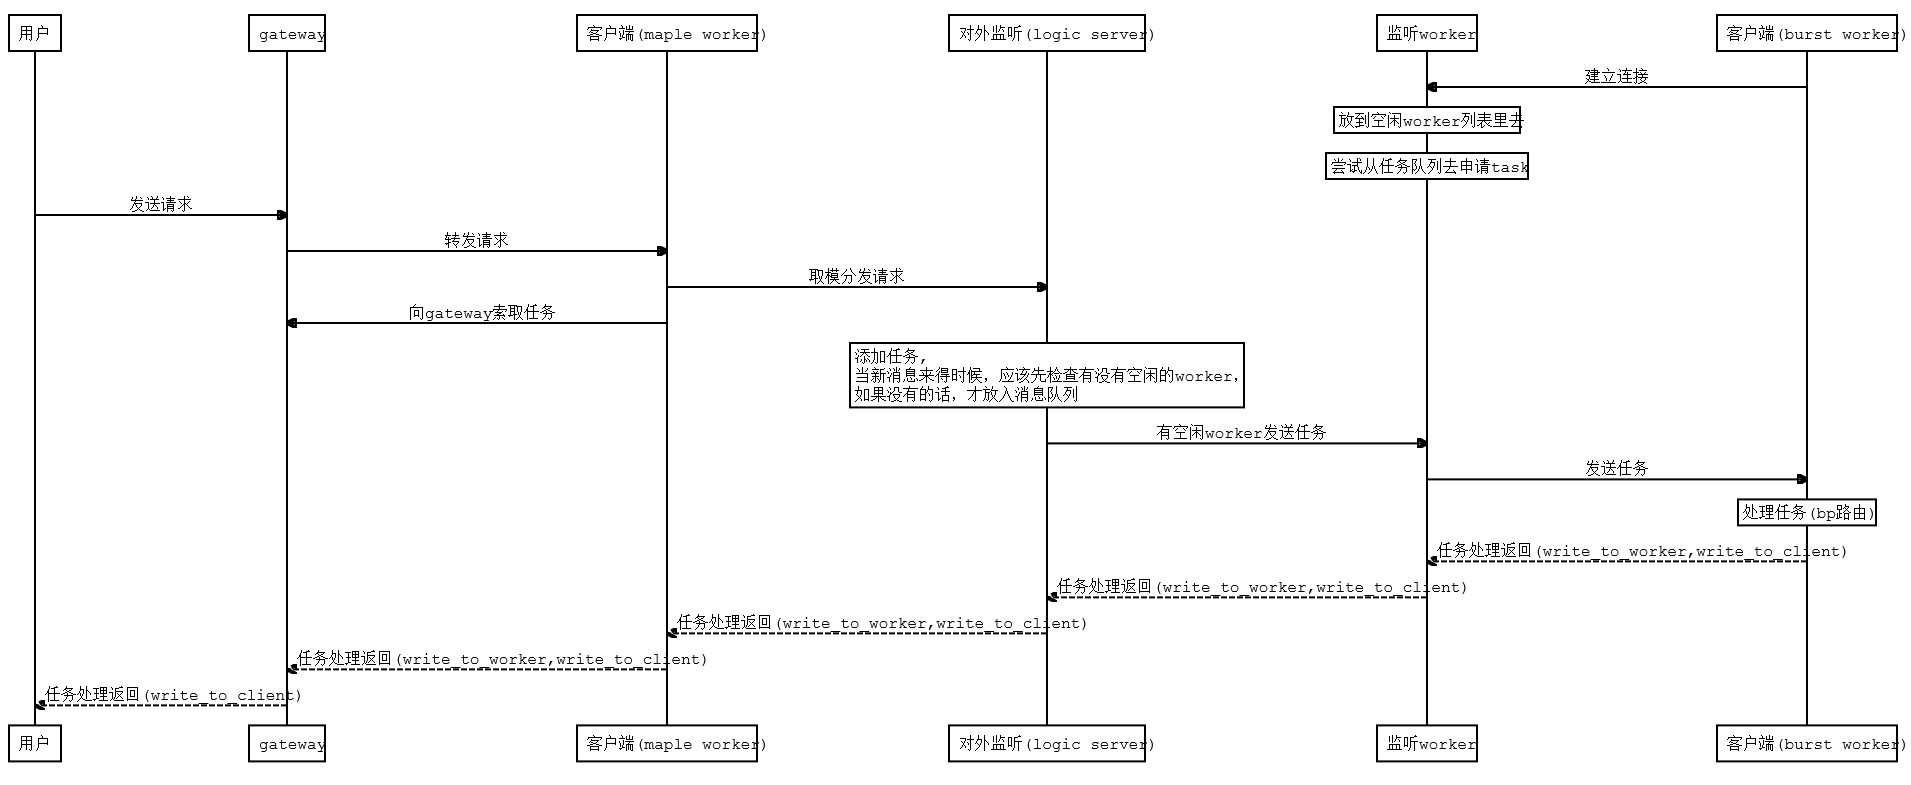 用户
gateway
客户端(maple worker)
对外监听(logic server)
监听worker
客户端(burst worker)
建立连接
放到空闲worker列表里去
尝试从任务队列去申请task
发送请求
转发请求
取模分发请求
向gateway索取任务
添加任务,
当新消息来得时候，应该先检查有没有空闲的worker，
如果没有的话，才放入消息队列
有空闲worker发送任务
发送任务
处理任务(bp路由)
任务处理返回(write_to_worker,write_to_client)
任务处理返回(write_to_worker,write_to_client)
任务处理返回(write_to_worker,write_to_client)
任务处理返回(write_to_worker,write_to_client)
任务处理返回(write_to_client)
用户
gateway
客户端(maple worker)
对外监听(logic server)
监听worker
客户端(burst worker)